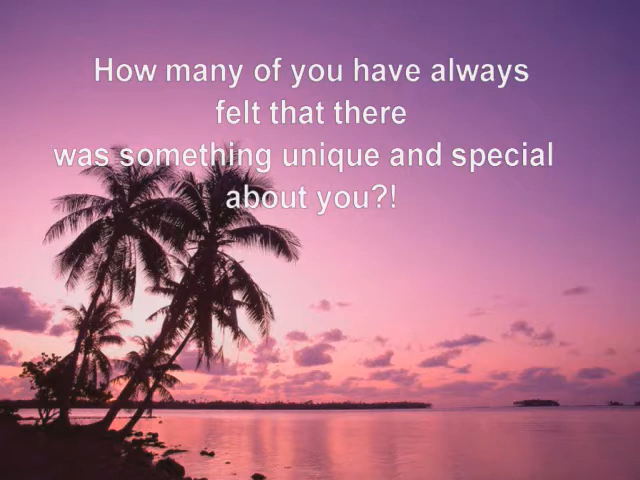 How many of you have always
felt that there
was something unique and special
about you?!